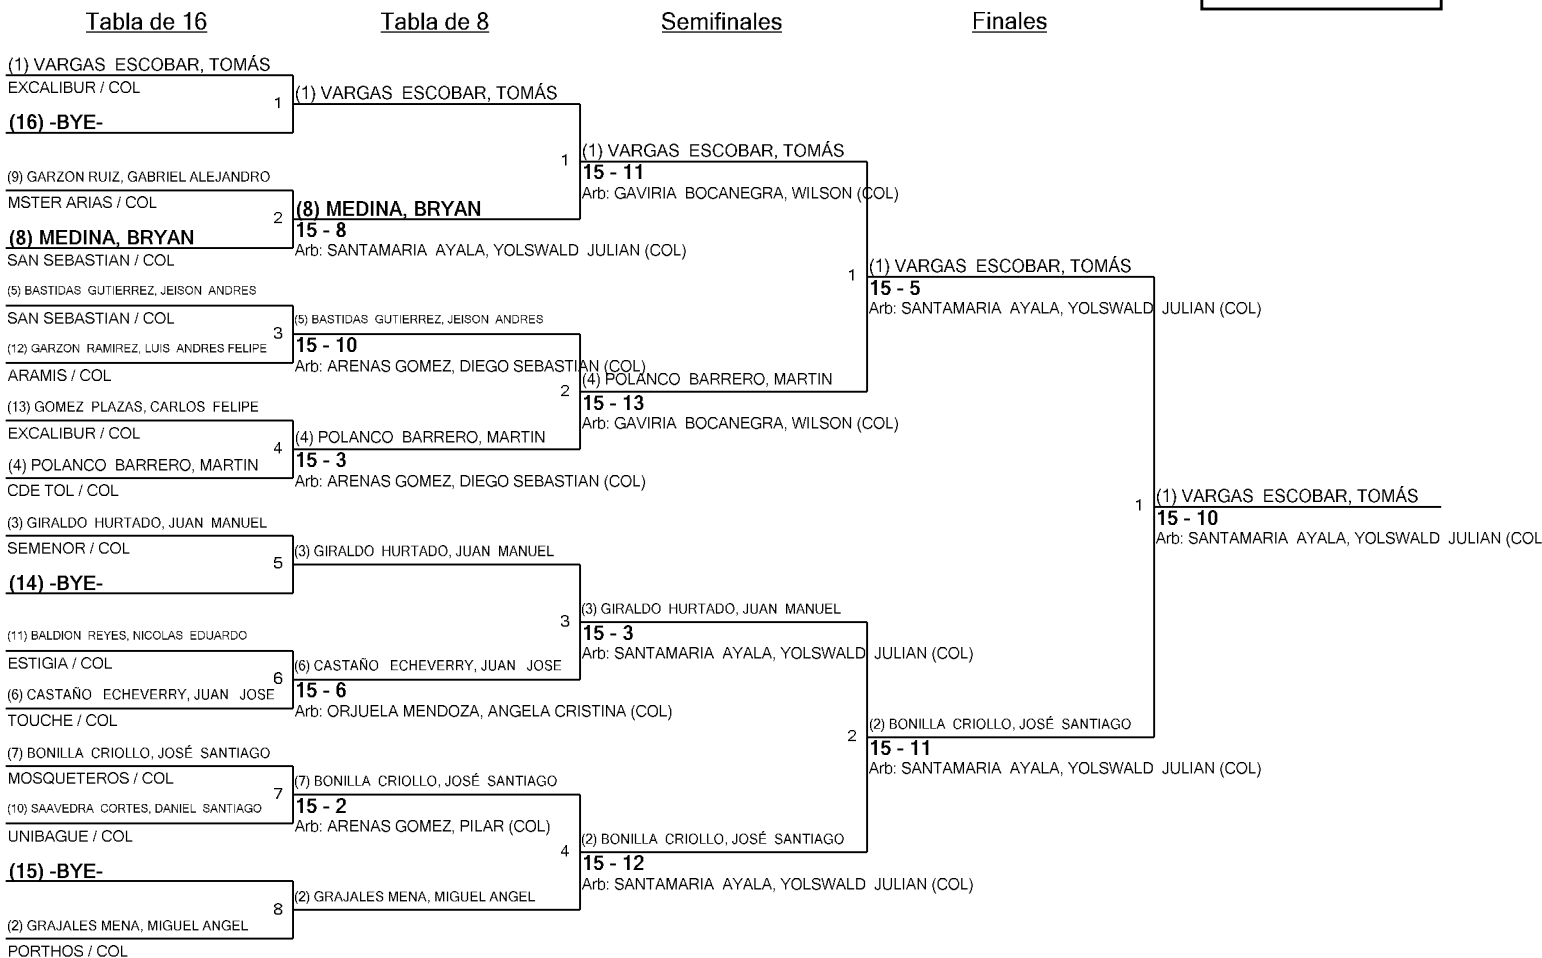 Tabla de 16
Tabla de 8
Semifinales
Finales
(1) VARGAS ESCOBAR, TOMÁS
EXCALIBUR / COL
1
(16) -BYE-
(9) GARZON RUIZ, GABRIEL ALEJANDRO
MSTER ARIAS / COL
2
(8) MEDINA, BRYAN
SAN SEBASTIAN / COL
(5) BASTIDAS GUTIERREZ, JEISON ANDRES
SAN SEBASTIAN / COL
3
(12) GARZON RAMIREZ, LUIS ANDRES FELIPE
ARAMIS / COL
(13) GOMEZ PLAZAS, CARLOS FELIPE
EXCALIBUR / COL
4
(4) POLANCO BARRERO, MARTIN
CDE TOL / COL
(3) GIRALDO HURTADO, JUAN MANUEL
SEMENOR / COL
5
(14) -BYE-
(11) BALDION REYES, NICOLAS EDUARDO
ESTIGIA / COL
6
(6) CASTAÑO ECHEVERRY, JUAN JOSE
TOUCHE / COL
(7) BONILLA CRIOLLO, JOSÉ SANTIAGO
MOSQUETEROS / COL
7
(10) SAAVEDRA CORTES, DANIEL SANTIAGO
UNIBAGUE / COL
(15) -BYE-
8
(2) GRAJALES MENA, MIGUEL ANGEL
PORTHOS / COL
(1) VARGAS ESCOBAR, TOMÁS
1
(8) MEDINA, BRYAN
15 - 8
Arb: SANTAMARIA AYALA, YOLSWALD JULIAN (COL)
(5) BASTIDAS GUTIERREZ, JEISON ANDRES
15 - 10
Arb: ARENAS GOMEZ, DIEGO SEBASTIAN (COL)
2
(4) POLANCO BARRERO, MARTIN
15 - 3
Arb: ARENAS GOMEZ, DIEGO SEBASTIAN (COL)
(3) GIRALDO HURTADO, JUAN MANUEL
3
(6) CASTAÑO ECHEVERRY, JUAN JOSE
15 - 6
Arb: ORJUELA MENDOZA, ANGELA CRISTINA (COL)
(7) BONILLA CRIOLLO, JOSÉ SANTIAGO
15 - 2
Arb: ARENAS GOMEZ, PILAR (COL)
4
(2) GRAJALES MENA, MIGUEL ANGEL
(1) VARGAS ESCOBAR, TOMÁS
15 - 11
Arb: GAVIRIA BOCANEGRA, WILSON (COL)
1
(4) POLANCO BARRERO, MARTIN
15 - 13
Arb: GAVIRIA BOCANEGRA, WILSON (COL)
(3) GIRALDO HURTADO, JUAN MANUEL
15 - 3
Arb: SANTAMARIA AYALA, YOLSWALD JULIAN (COL)
2
(2) BONILLA CRIOLLO, JOSÉ SANTIAGO
15 - 12
Arb: SANTAMARIA AYALA, YOLSWALD JULIAN (COL)
(1) VARGAS ESCOBAR, TOMÁS
15 - 5
Arb: SANTAMARIA AYALA, YOLSWALD JULIAN (COL)
1
(2) BONILLA CRIOLLO, JOSÉ SANTIAGO
15 - 11
Arb: SANTAMARIA AYALA, YOLSWALD JULIAN (COL)
(1) VARGAS ESCOBAR, TOMÁS
15 - 10
Arb: SANTAMARIA AYALA, YOLSWALD JULIAN (COL